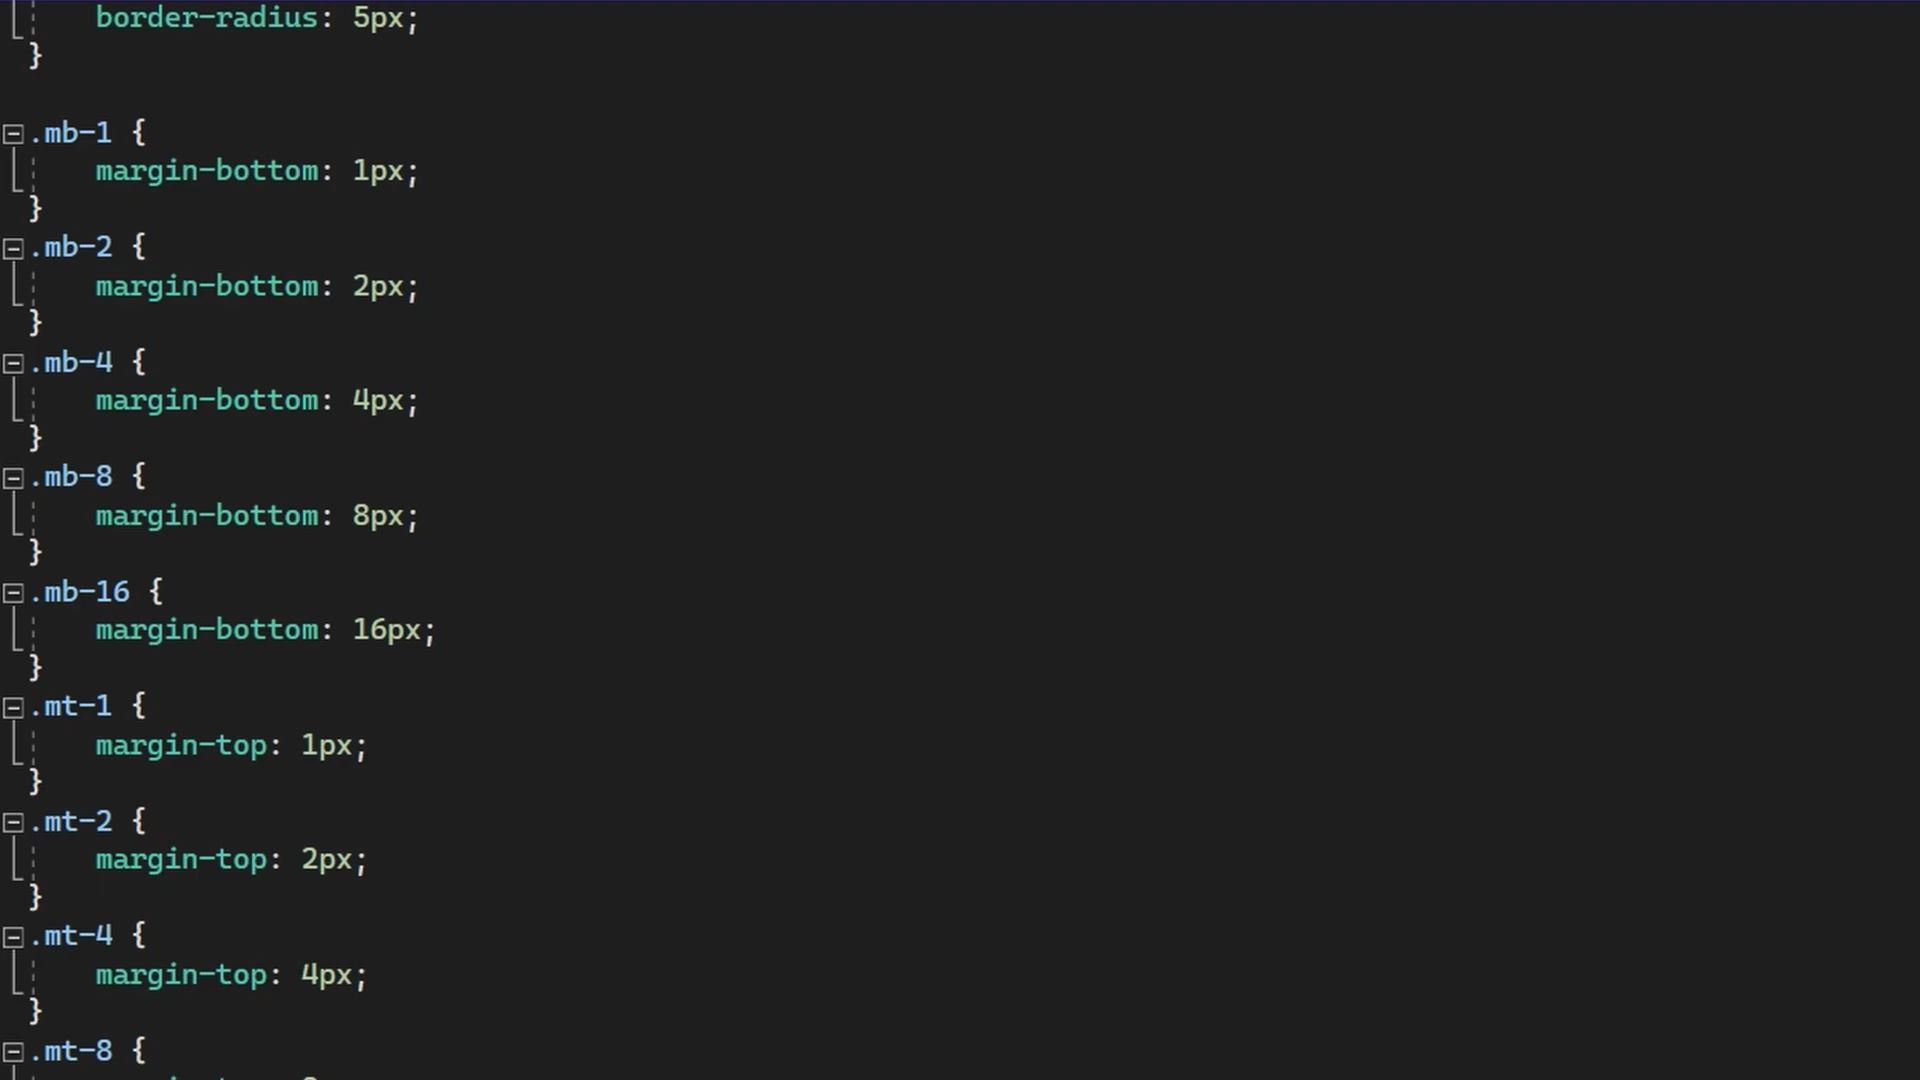 border-radius: 5px;
}
.mb-1 {
margin-bottom: 1px;
}
.mb-2 {
margin-bottom: 2px;
}
.mb-4 {
margin-bottom: 4px;
}
.mb-8 {
margin-bottom: 8px;
}
.mb-16 {
margin-bottom: 16px;
}
.mt-1 {
margin-top: 1px;
}
.mt-2 {
margin-top: 2px;
}
.mt-4 {
margin-top: 4px;
}
.mt-8 {